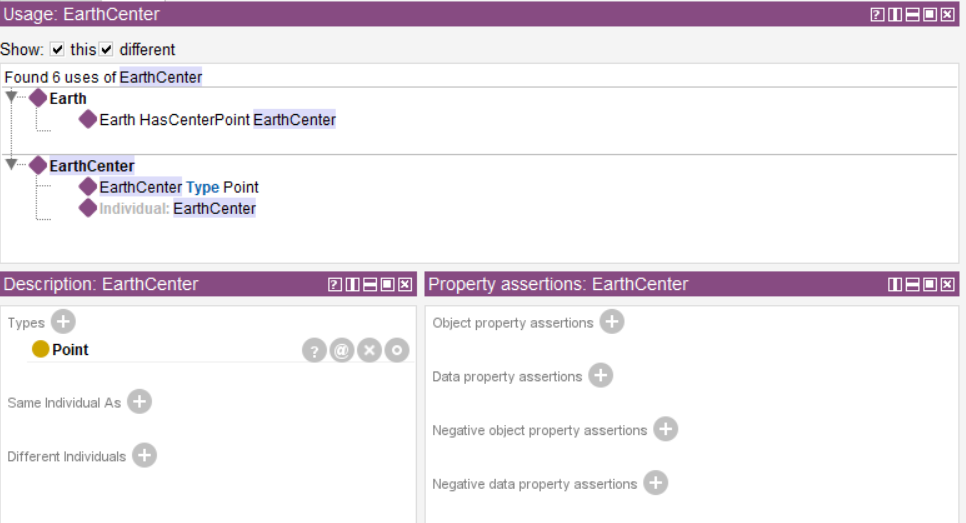 Usage: EarthCenter
Show: this different
Found 6 uses of EarthCenter
Earth
Earth HasCenterPoint EarthCenter
EarthCenter
EarthCenter Type Point
Individual: EarthCenter
Description: EarthCenter
Types
Point
Same Individual As
Different Individuals
Property assertions: EarthCenter
Object property assertions
Data property assertions
Negative object property assertions
Negative data property assertions